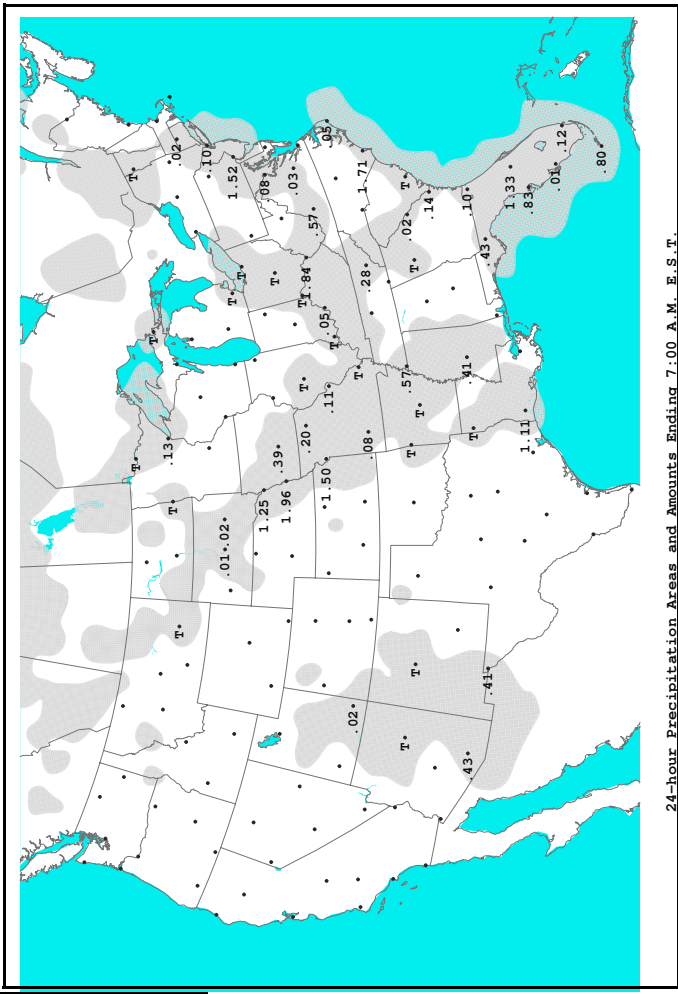 T
T
T
.13
T
.02
T
.10
.01 .02
T
1.52
T
1.25
.08
T
.39
1.96
.03
T
.20
T
1.84
.57
1.50
.05
.05
.11
T
.02
T
1.71
.28
.08
T
T
.57
.02
T
T
T
T
.14
.43
.41
.10
T
.41
.43
1.33
1.11
.83
.01
.12
.80
24-hour Precipitation Areas and Amounts Ending 7:00 A.M. E.S.T.